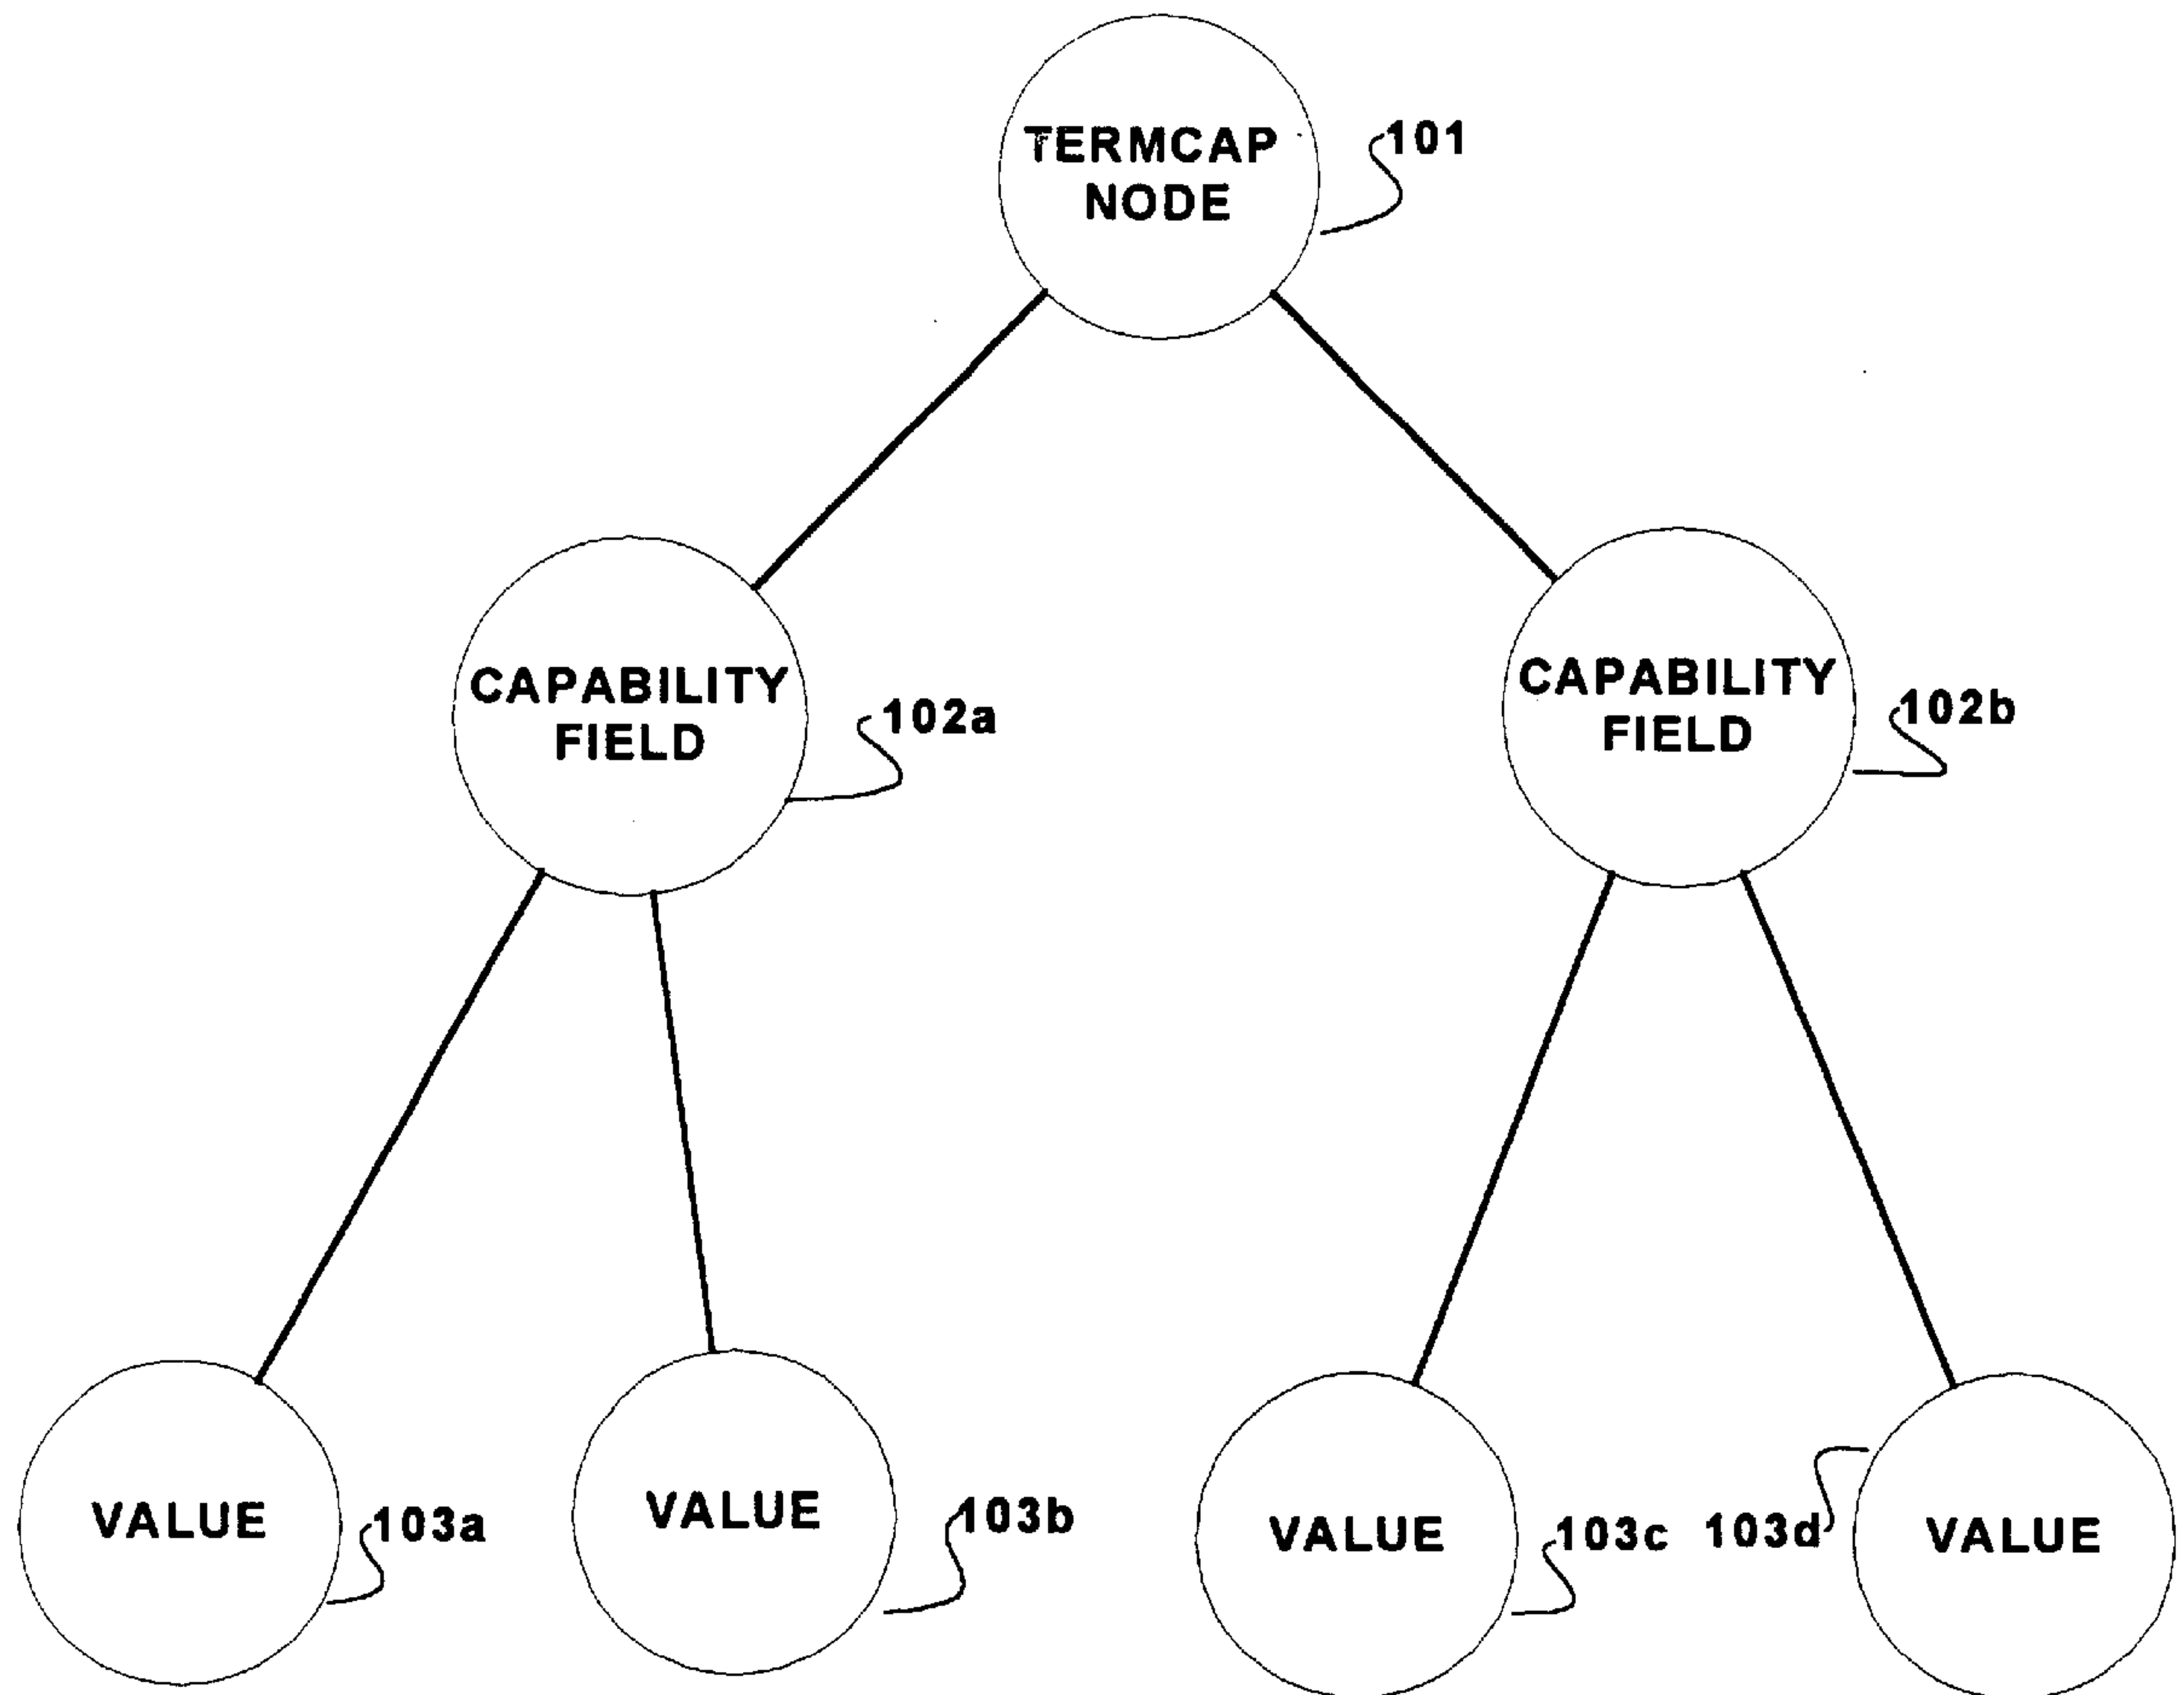 TERMCAP
NODE
101
CAPABILITY
FIELD
102a
CAPABILITY
FIELD
102b
VALUE
103a
VALUE
103b
VALUE
103c
103d
VALUE